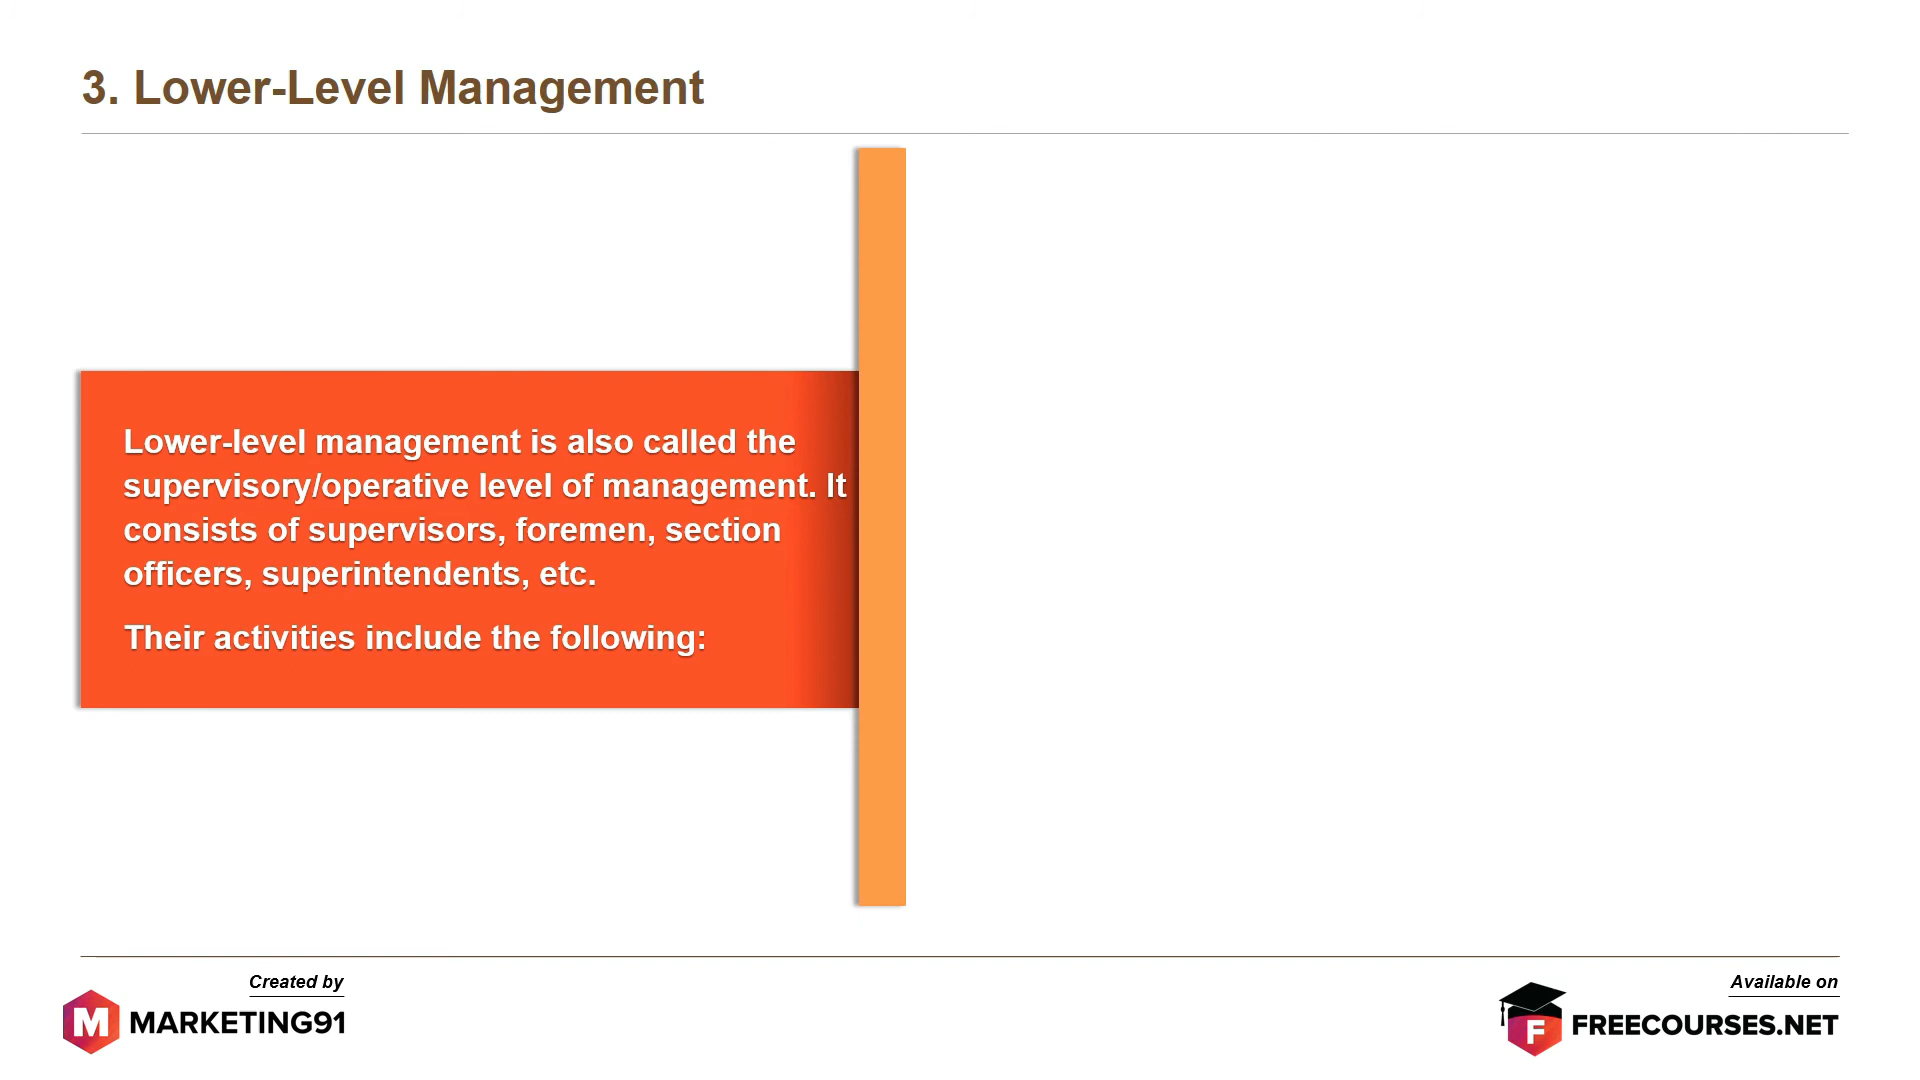 3. Lower-Level Management
Lower-level management is also called the
supervisory/operative level of management. It
consists of supervisors, foremen, section
officers, superintendents, etc.
Their activities include the following:
Created by
M MARKETING91
Available on
F FREECOURSES.NET